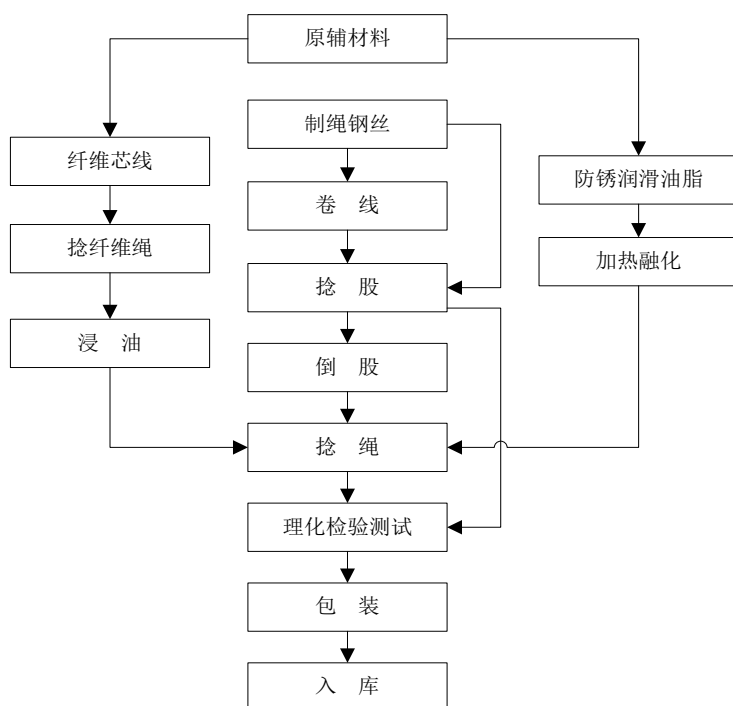 原辅材料
制绳钢丝
纤维芯线
防锈润滑油脂
卷 线
捻纤维绳
加热融化
捻 股
浸 油
倒 股
捻 绳
理化检验测试
包 装
入 库